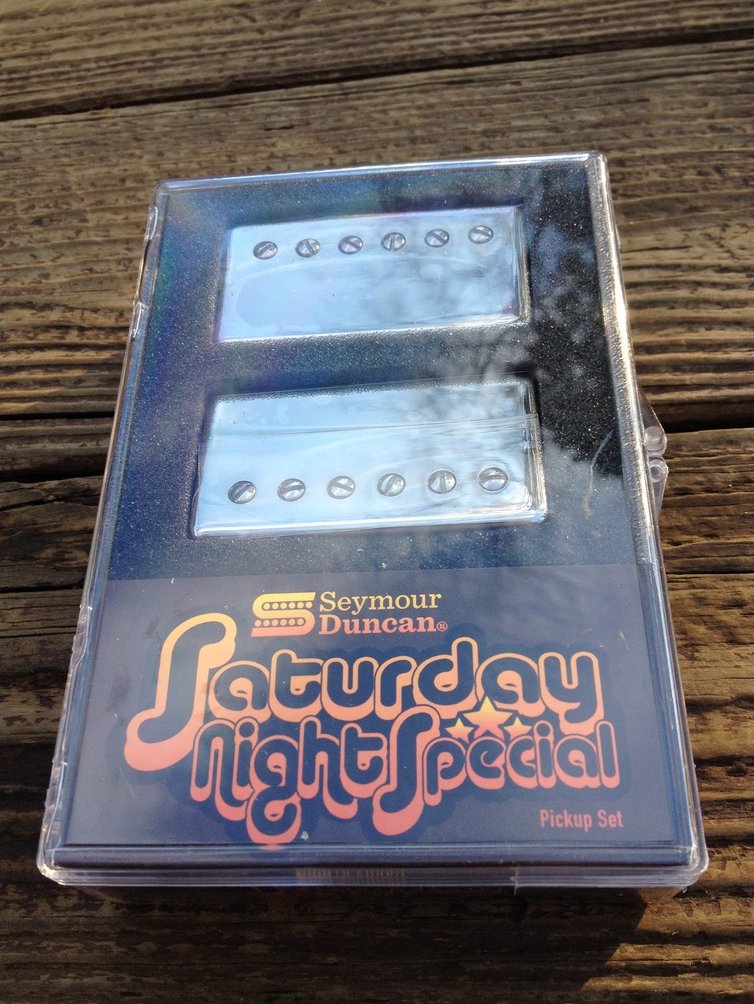 Seymour
Duncan®
Saturday
Night Special
Pickup Set